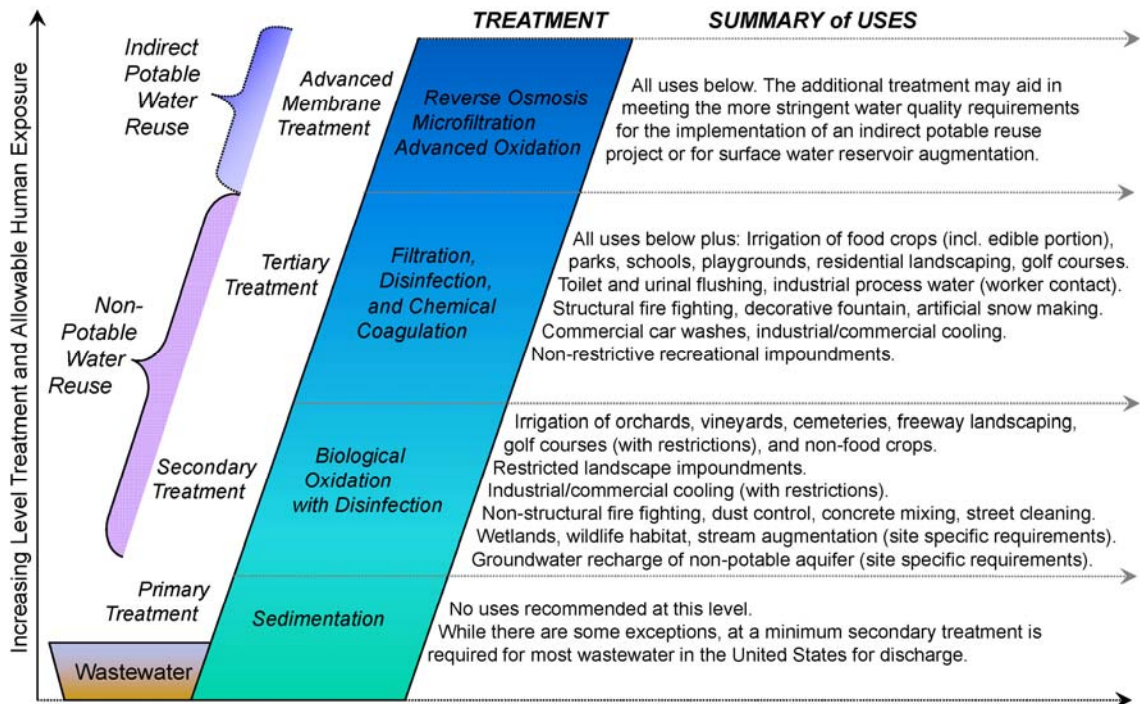 TREATMENT
SUMMARY of USES
Increasing Level Treatment and Allowable Human Exposure
Indirect
Potable
Water
Reuse
Advanced
Membrane
Treatment
Reverse Osmosis
Microfiltration
Advanced Oxidation
All uses below. The additional treatment may aid in
meeting the more stringent water quality requirements
for the implementation of an indirect potable reuse
project or for surface water reservoir augmentation.
Non-
Potable
Water
Reuse
Tertiary
Treatment
Filtration,
Disinfection,
and Chemical
Coagulation
All uses below plus: Irrigation of food crops (incl. edible portion),
parks, schools, playgrounds, residential landscaping, golf courses.
Toilet and urinal flushing, industrial process water (worker contact).
Structural fire fighting, decorative fountain, artificial snow making.
Commercial car washes, industrial/commercial cooling.
Non-restrictive recreational impoundments.
Secondary
Treatment
Biological
Oxidation
with Disinfection
Irrigation of orchards, vineyards, cemeteries, freeway landscaping,
golf courses (with restrictions), and non-food crops.
Restricted landscape impoundments.
Industrial/commercial cooling (with restrictions).
Non-structural fire fighting, dust control, concrete mixing, street cleaning.
Wetlands, wildlife habitat, stream augmentation (site specific requirements).
Groundwater recharge of non-potable aquifer (site specific requirements).
Primary
Treatment
Sedimentation
No uses recommended at this level.
While there are some exceptions, at a minimum secondary treatment is
required for most wastewater in the United States for discharge.
Wastewater